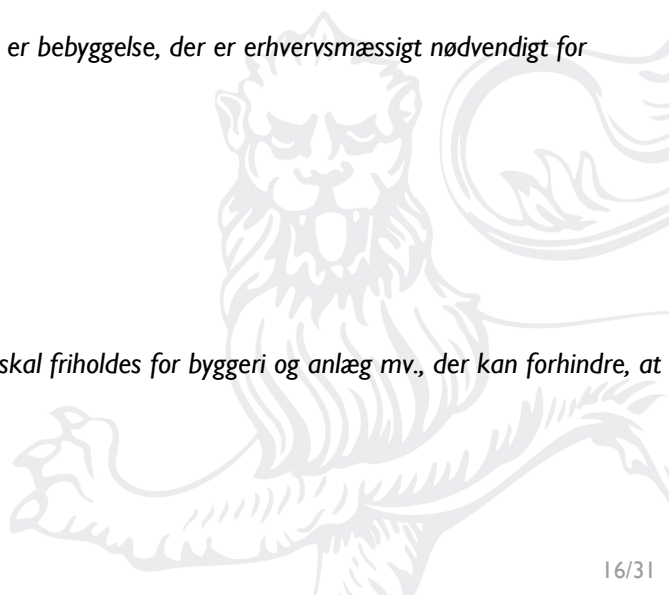 er bebyggelse, der er erhvervsmæssigt nødvendigt for
skal friholdes for byggeri og anlæg mv., der kan forhindre, at
16/31